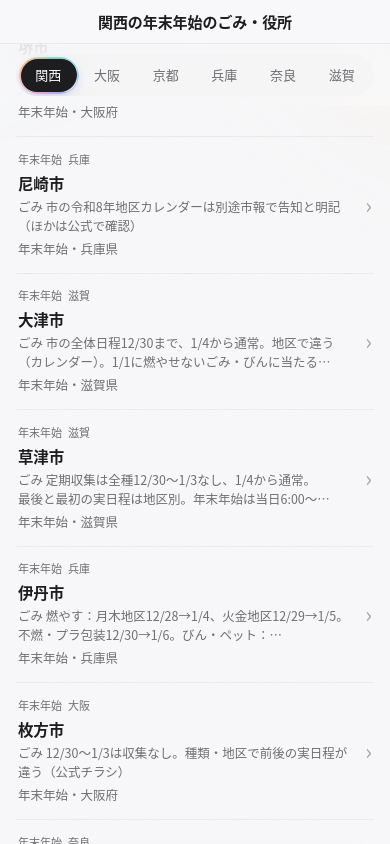 関西の年末年始のごみ・役所
堺市
関西
大阪
京都
兵庫
奈良
滋賀
年末年始・大阪府
年末年始 兵庫
尼崎市
ごみ 市の令和8年地区カレンダーは別途市報で告知と明記
（ほかは公式で確認）
年末年始・兵庫県
年末年始 滋賀
大津市
ごみ 市の全体日程12/30まで、1/4から通常。地区で違う
（カレンダー）。1/1に燃やせないごみ・びんに当たる…
年末年始・滋賀県
年末年始 滋賀
草津市
ごみ 定期収集は全種12/30〜1/3なし、1/4から通常。
最後と最初の実日程は地区別。年末年始は当日6:00〜…
年末年始・滋賀県
年末年始 兵庫
伊丹市
ごみ 燃やす：月木地区12/28→1/4、火金地区12/29→1/5。
不燃・プラ包装12/30→1/6。びん・ペット：…
年末年始・兵庫県
年末年始 大阪
枚方市
ごみ 12/30〜1/3は収集なし。種類・地区で前後の実日程が
違う（公式チラシ）
年末年始・大阪府
年末年始 奈良